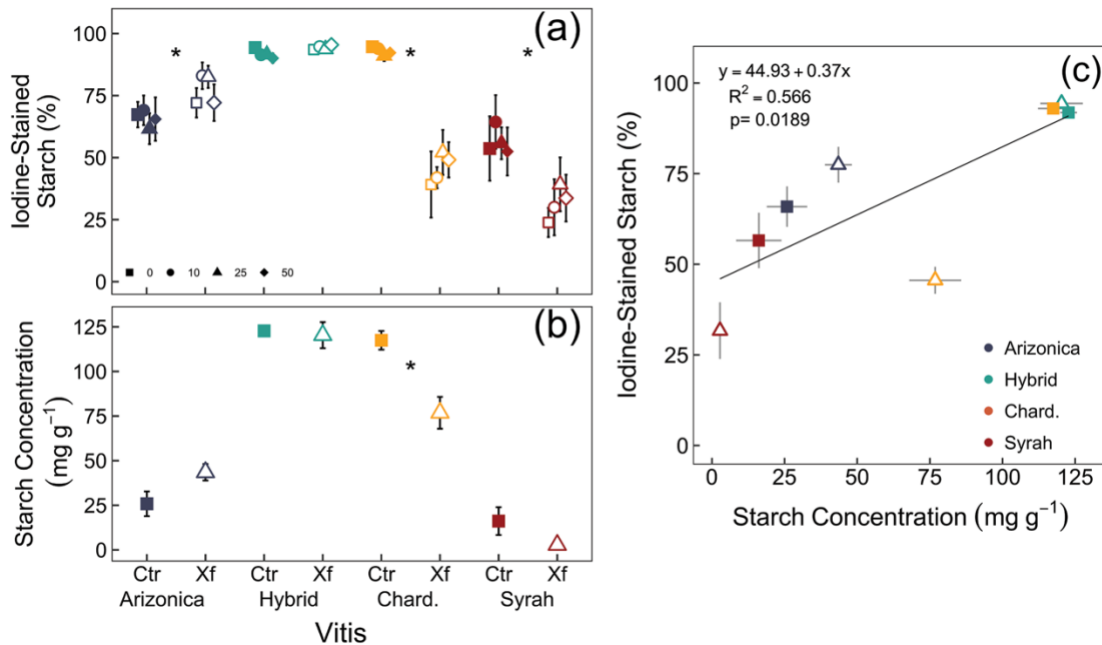 (a)
Iodine-Stained
Starch (%)
100
75
50
25
0
*
*
*
0 10 25 50
(b)
Starch Concentration
(mg g⁻¹)
125
100
75
50
25
0
*
Ctr Xf Ctr Xf Ctr Xf Ctr Xf
Arizonica Hybrid Chard. Syrah
Vitis
(c)
y = 44.93 + 0.37x
R² = 0.566
p= 0.0189
Iodine-Stained Starch (%)
100
75
50
25
0
Arizonica
Hybrid
Chard.
Syrah
0 25 50 75 100 125
Starch Concentration (mg g⁻¹)